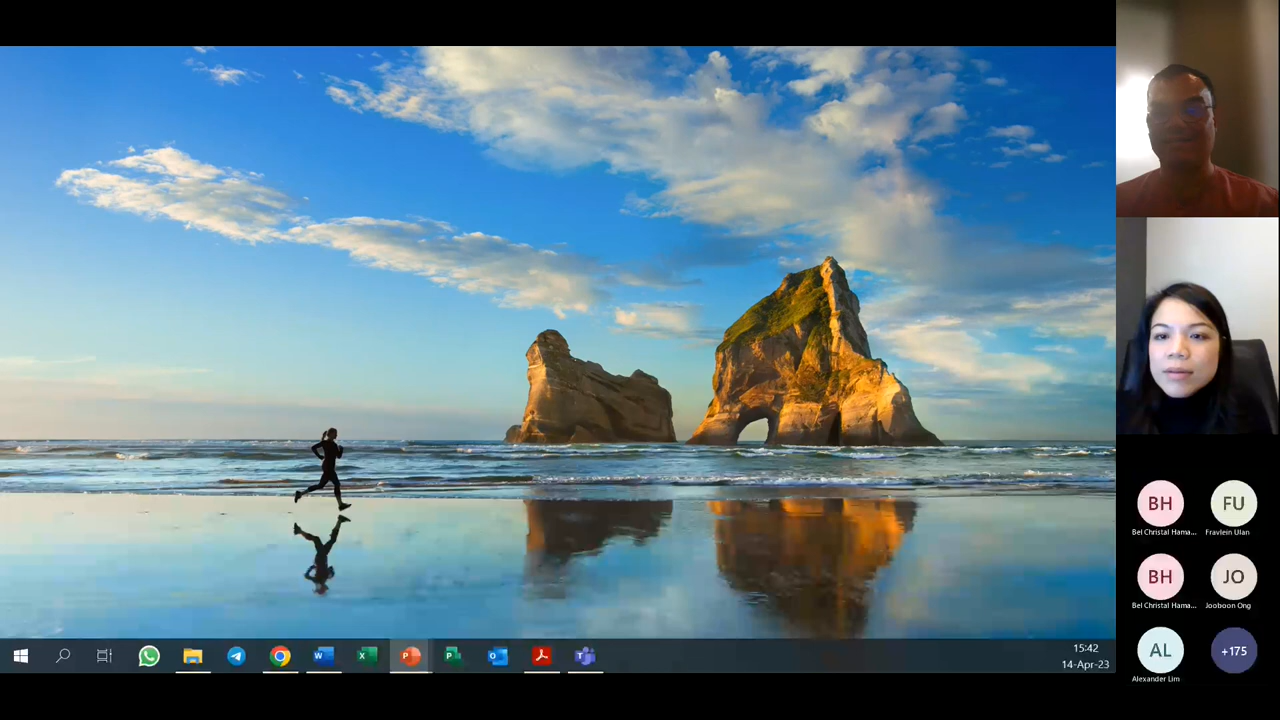 BH
FU
Bel Christal Hama...
Fravlein Ulan
BH
JO
Bel Christal Hama...
Jooboon Ong
AL
+175
Alexander Lim
W
X
P
P
15:42
14-Apr-23